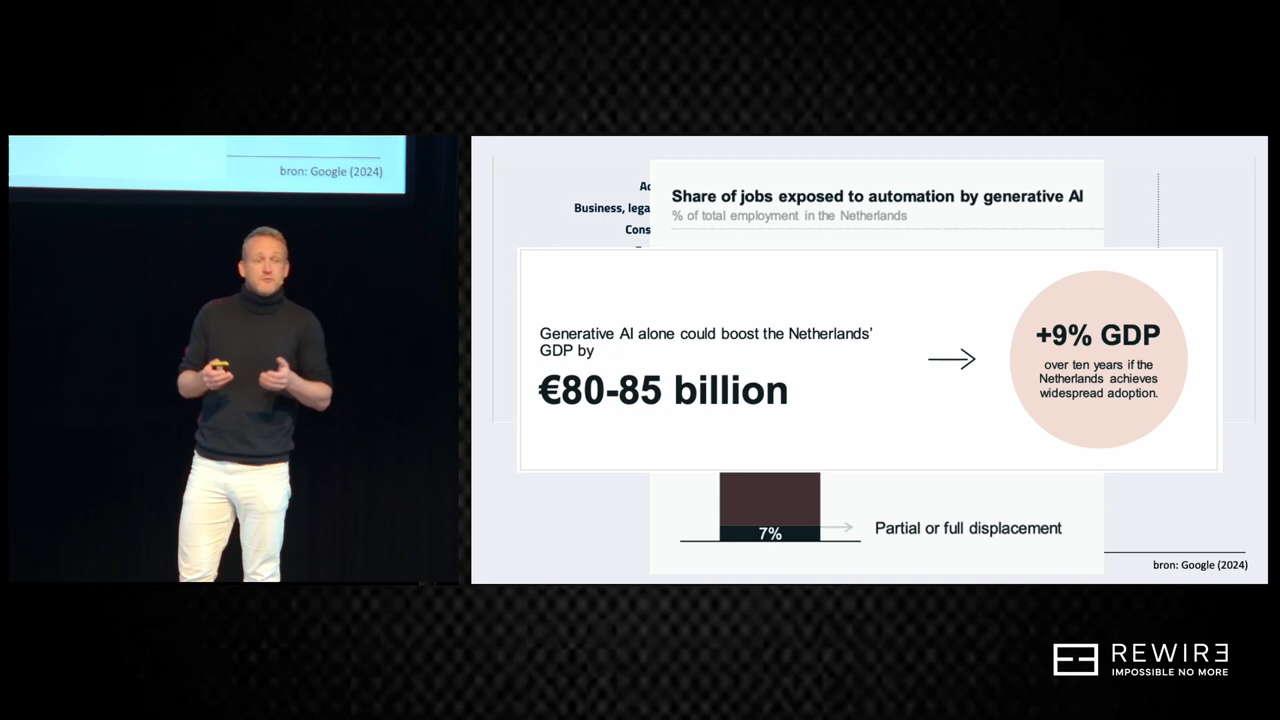 bron: Google (2024)
Business, lega
Cons
Share of jobs exposed to automation by generative AI
% of total employment in the Netherlands
Generative AI alone could boost the Netherlands'
GDP by
€80-85 billion
+9% GDP
over ten years if the
Netherlands achieves
widespread adoption.
7%
Partial or full displacement
bron: Google (2024)
REWIRE
IMPOSSIBLE NO MORE